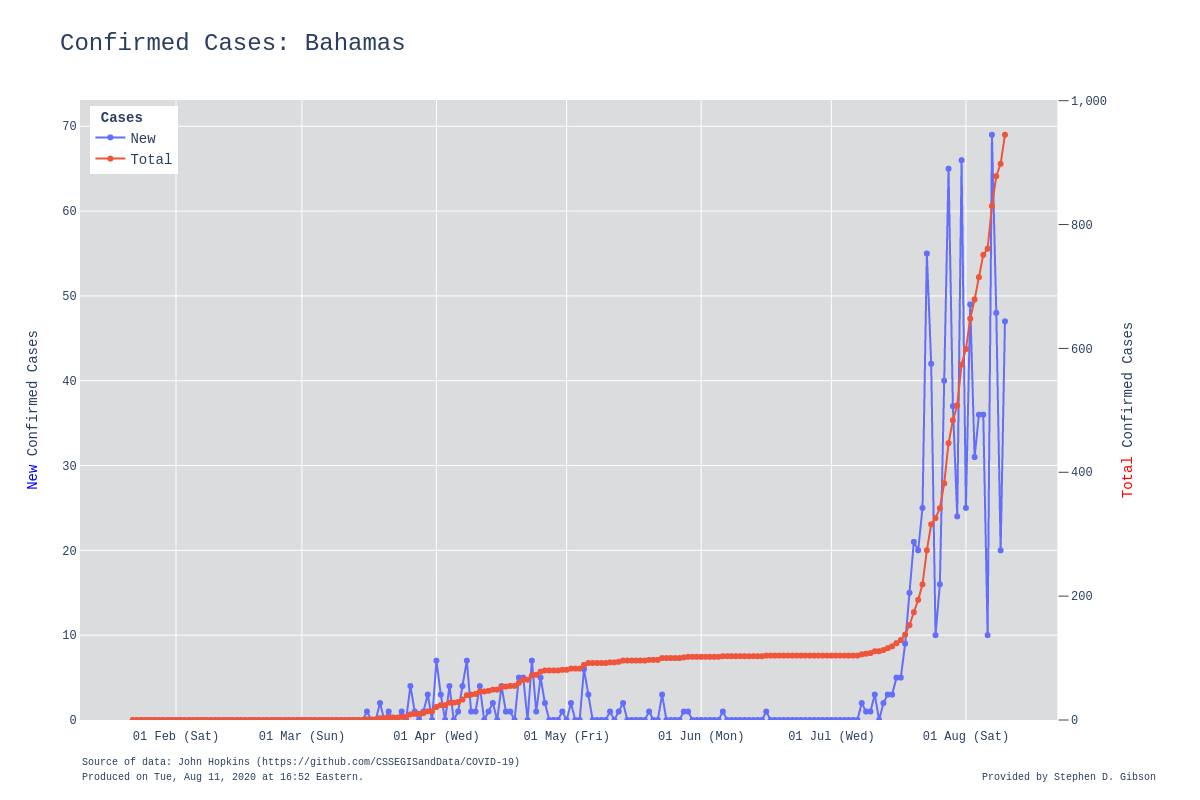 Confirmed Cases: Bahamas
Cases
New
Total
70
60
50
40
30
20
10
0
New Confirmed Cases
1,000
800
600
400
200
0
Total Confirmed Cases
01 Feb (Sat) 01 Mar (Sun) 01 Apr (Wed) 01 May (Fri) 01 Jun (Mon) 01 Jul (Wed) 01 Aug (Sat)
Source of data: John Hopkins (https://github.com/CSSEGISandData/COVID-19)
Produced on Tue, Aug 11, 2020 at 16:52 Eastern.
Provided by Stephen D. Gibson